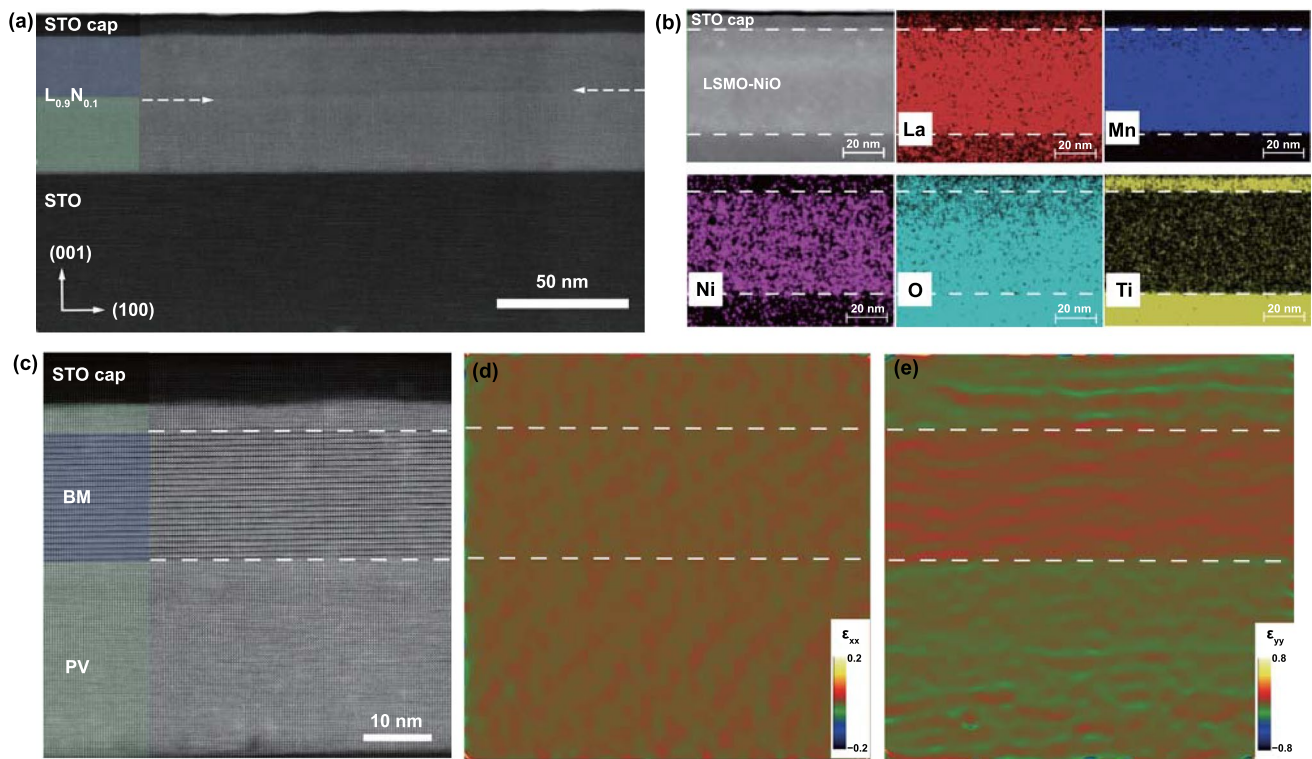 (a)
STO cap
L0.9N0.1
STO
(001)
(100)
50 nm
(b)
STO cap
LSMO-NiO
20 nm
La
20 nm
Mn
20 nm
Ni
20 nm
O
20 nm
Ti
20 nm
(c)
STO cap
BM
PV
10 nm
(d)
εxx
0.2
−0.2
(e)
εyy
0.8
−0.8